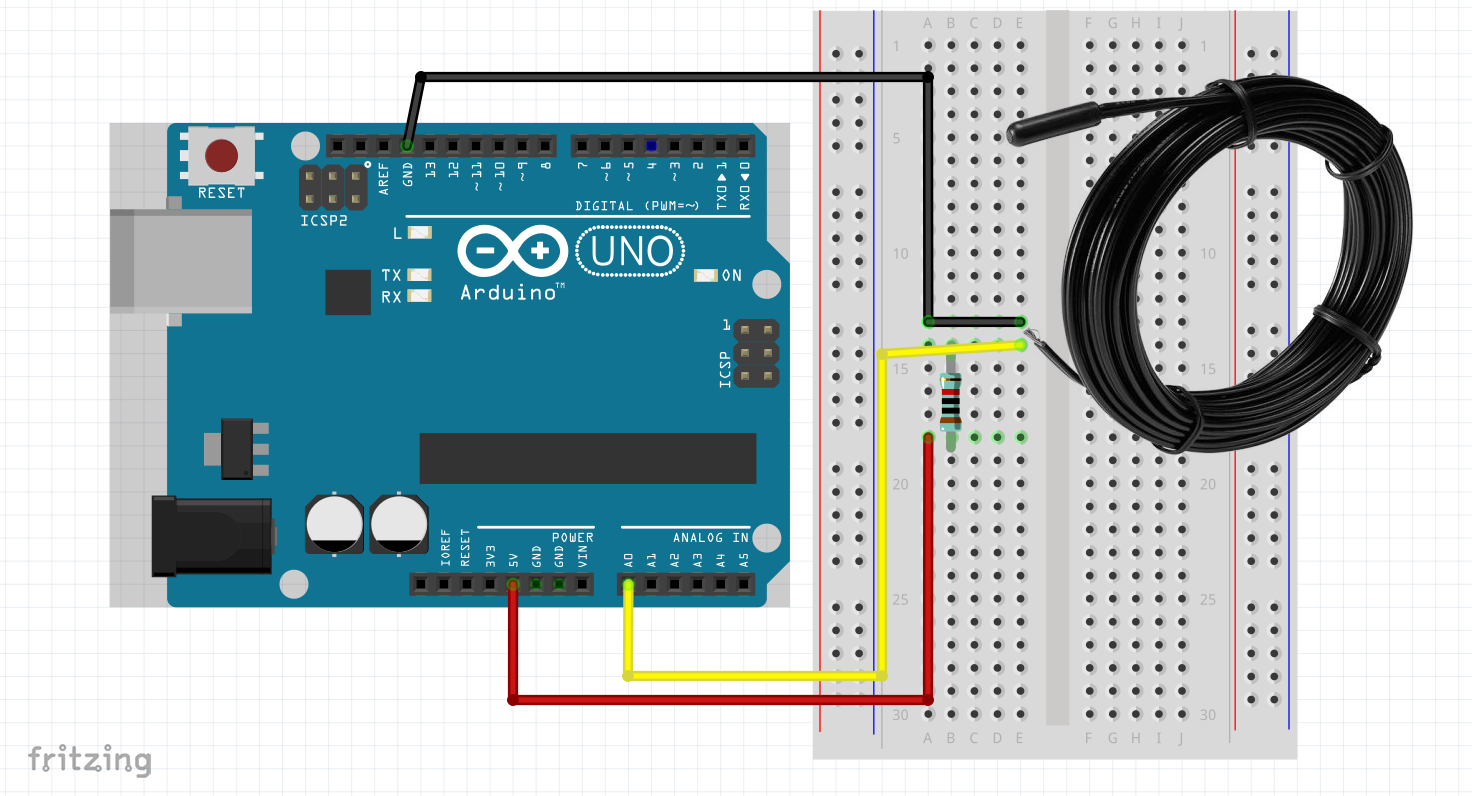 A B C D E F G H I J
1 1
5 5
10 10
15 15
20 20
25 25
30 30
A B C D E F G H I J
RESET
ICSP2
AREF
GND
13
12
~11
~10
~9
8
7
~6
~5
4
~3
2
TX0▶1
RX0◀0
DIGITAL (PWM=~)
L
TX
RX
UNO
ON
Arduino™
1
ICSP
POWER
ANALOG IN
IOREF
RESET
3V3
5V
GND
GND
VIN
A0
A1
A2
A3
A4
A5
fritzing